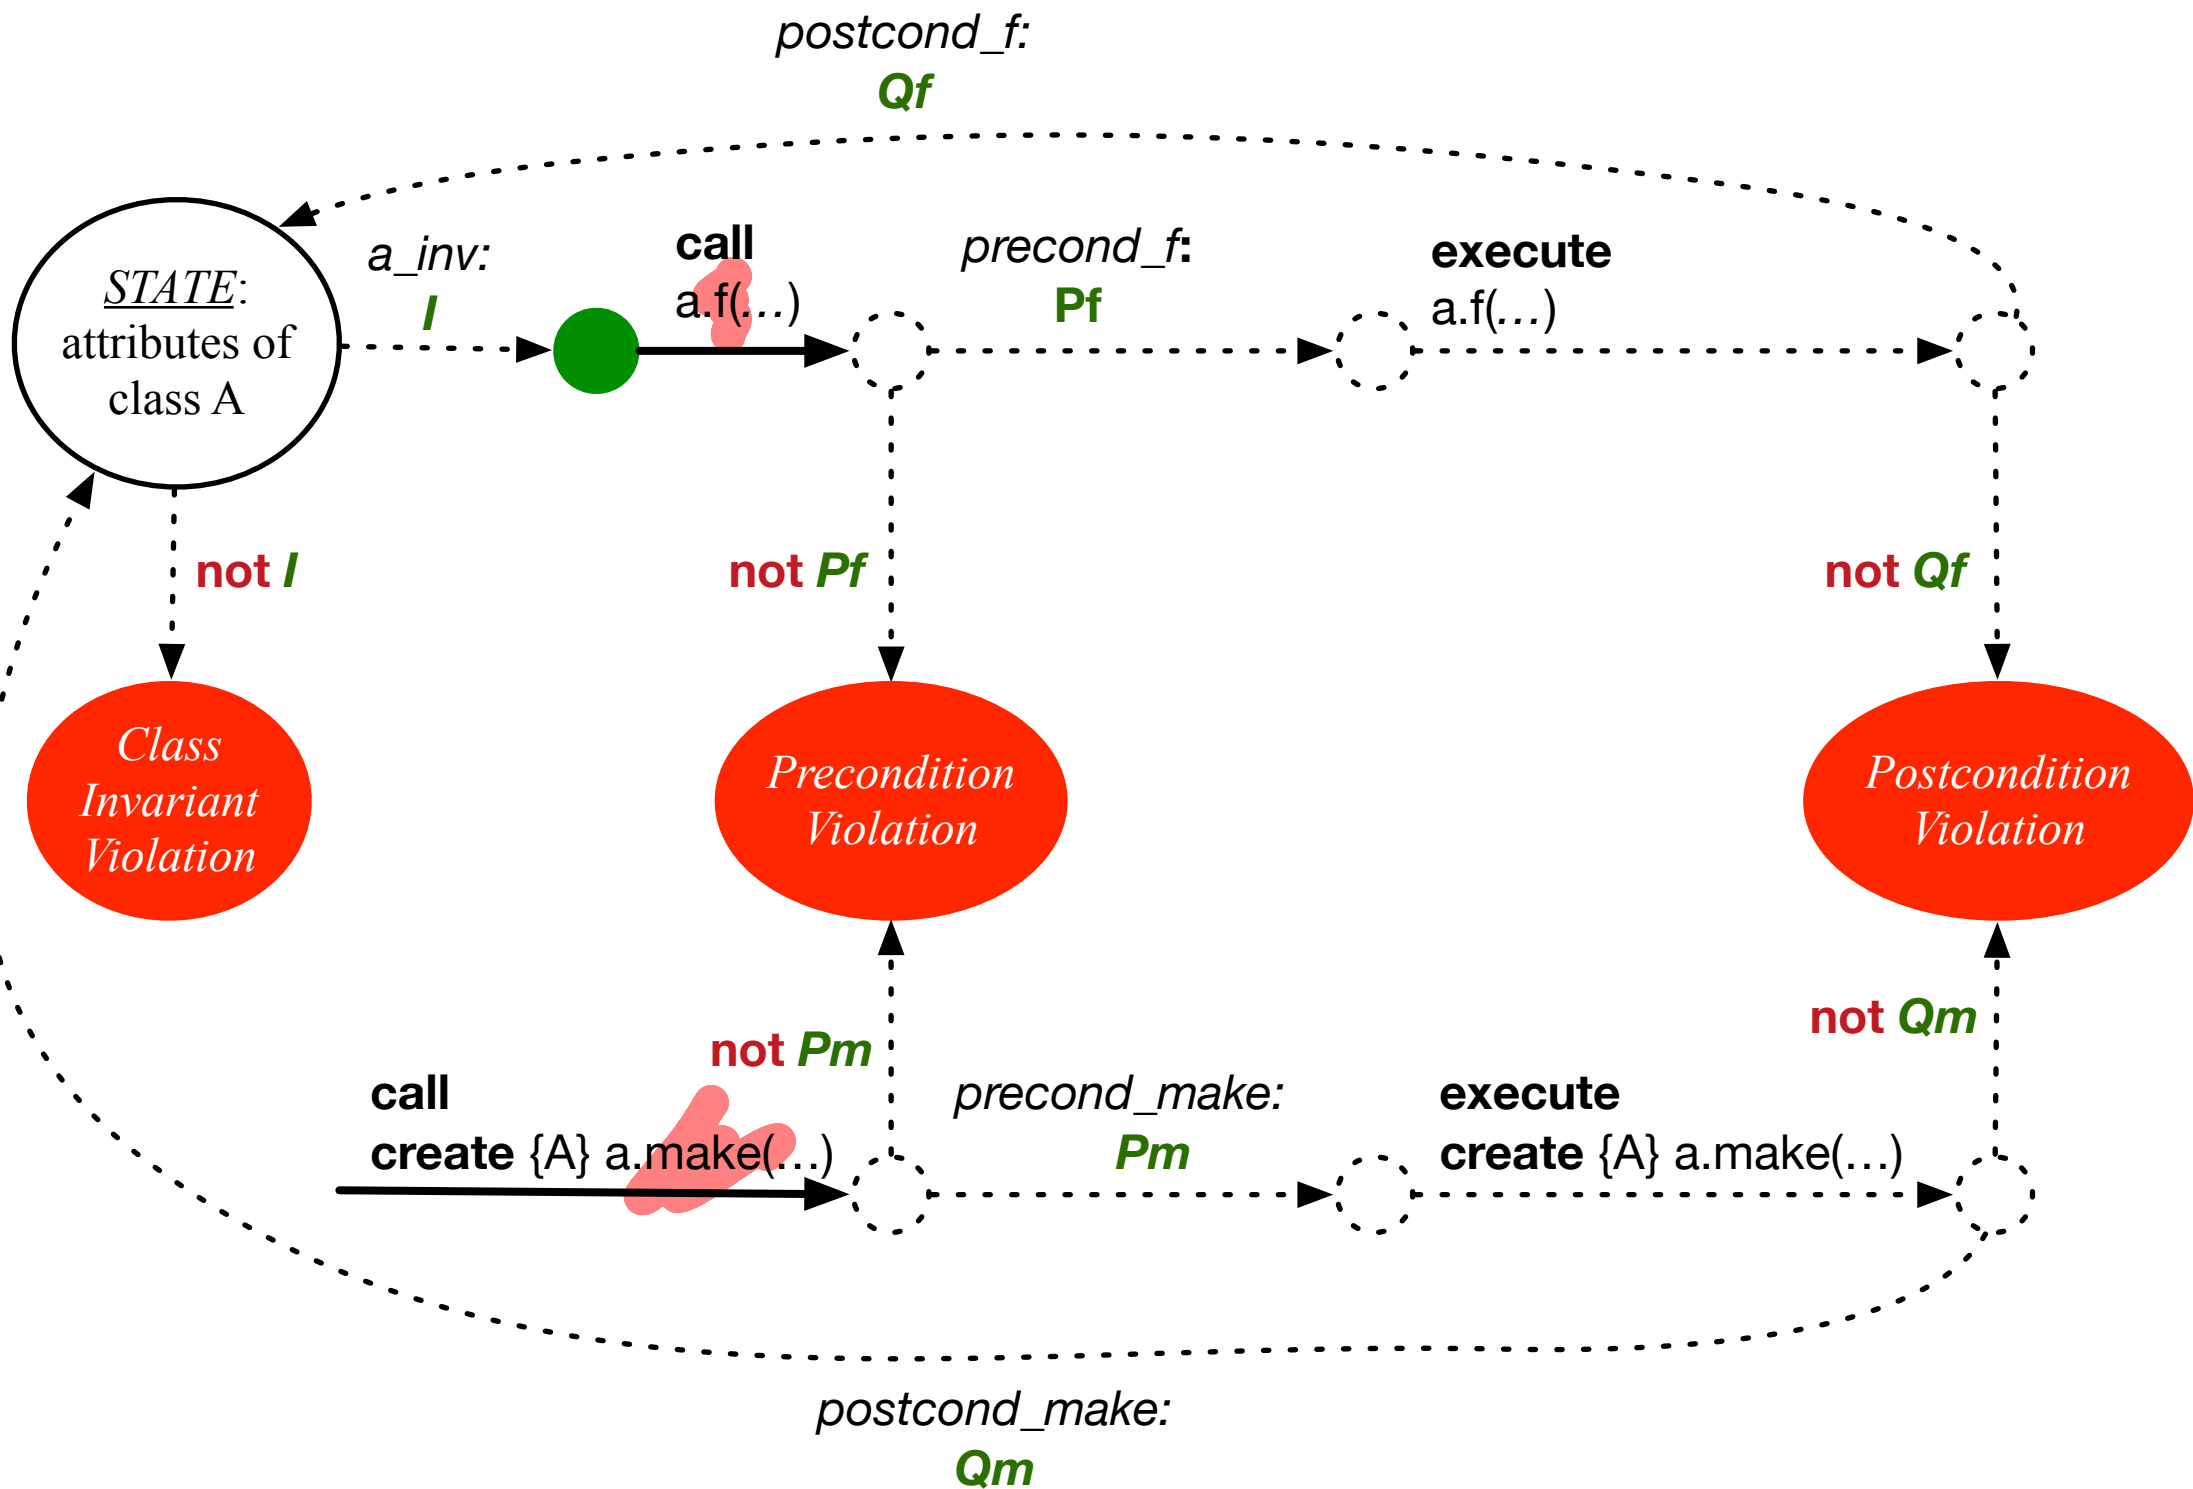 postcond_f:
Qf
STATE:
attributes of
class A
a_inv:
I
call
a.f(…)
precond_f:
Pf
execute
a.f(…)
not I
not Pf
not Qf
Class
Invariant
Violation
Precondition
Violation
Postcondition
Violation
not Pm
not Qm
call
create {A} a.make(…)
precond_make:
Pm
execute
create {A} a.make(…)
postcond_make:
Qm